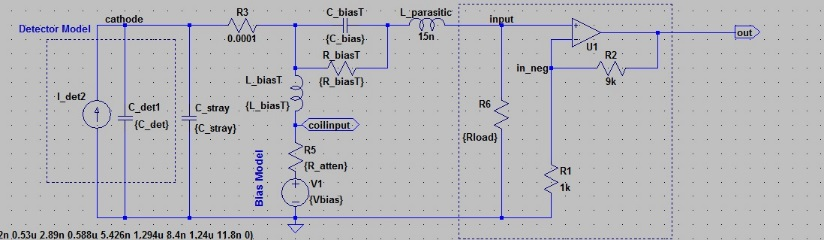 Detector Model
cathode
I_det2
C_det1
{C_det}
C_stray
{C_stray}
R3
0.0001
C_biasT
{C_bias}
R_biasT
{R_biasT}
L_parasitic
15n
L_biasT
{L_biasT}
coilinput
R5
{R_atten}
Bias Model
V1
{Vbias}
input
R6
{Rload}
U1
in_neg
R2
9k
R1
1k
out
2n 0.53u 2.89n 0.588u 5.426n 1.294u 8.4n 1.24u 11.8n 0)